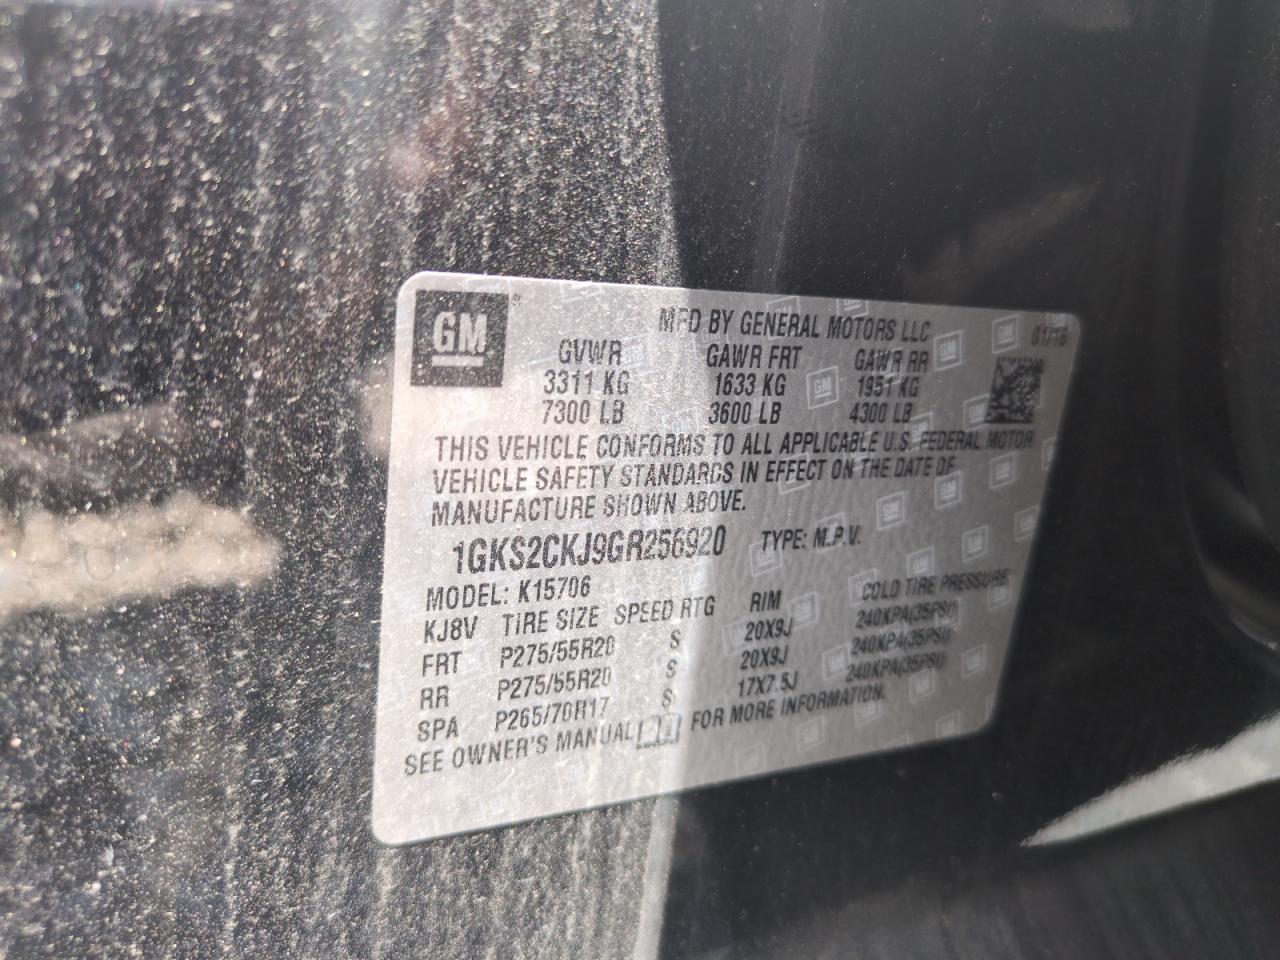 GM
MFD BY GENERAL MOTORS LLC 01/16
GVWR GAWR FRT GAWR RR
3311 KG 1633 KG 1951 KG
7300 LB 3600 LB 4300 LB
THIS VEHICLE CONFORMS TO ALL APPLICABLE U.S. FEDERAL MOTOR
VEHICLE SAFETY STANDARDS IN EFFECT ON THE DATE OF
MANUFACTURE SHOWN ABOVE.
1GKS2CKJ9GR256920 TYPE: M.P.V.
MODEL: K15706
KJ8V TIRE SIZE SPEED RTG RIM COLD TIRE PRESSURE
FRT P275/55R20 S 20X9J 240KPA(35PSI)
RR P275/55R20 S 20X9J 240KPA(35PSI)
SPA P265/70R17 S 17X7.5J 240KPA(35PSI)
SEE OWNER'S MANUAL FOR MORE INFORMATION.